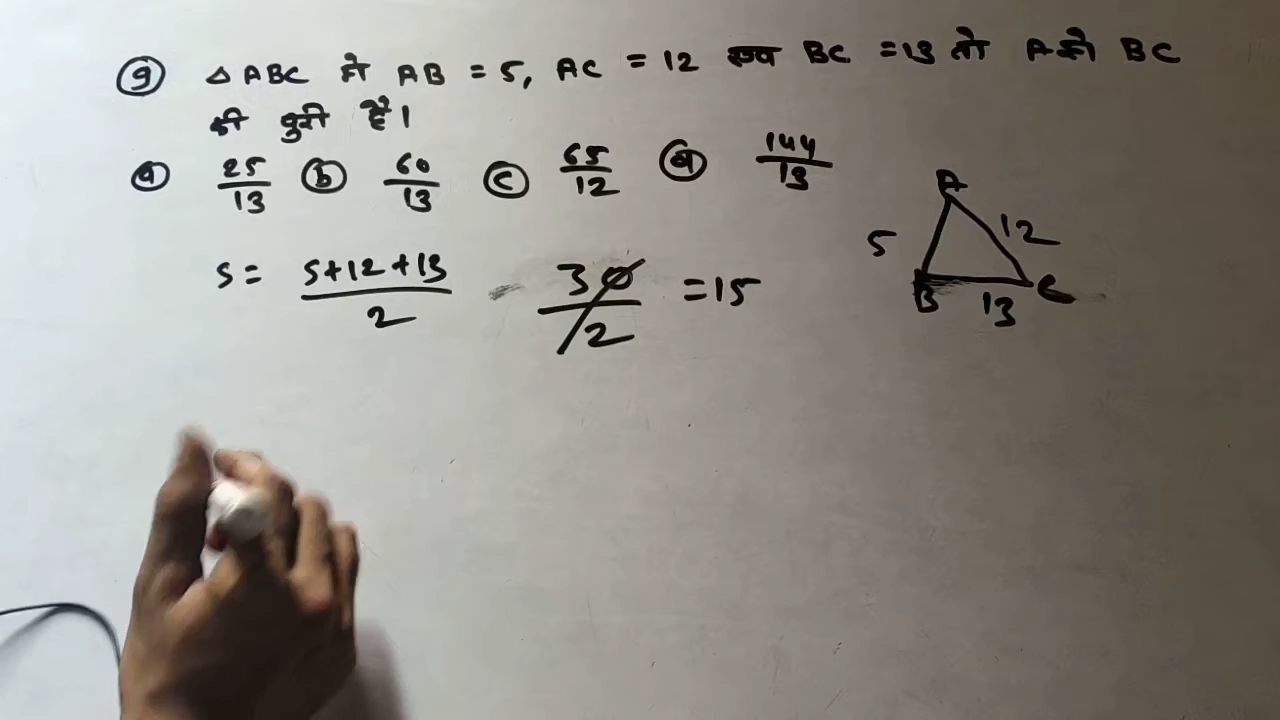 9 △ABC में AB = 5, AC = 12 एवं BC = 13 तो A BC
की दुरी है।
a 25/13 b 60/13 c 65/12 d 144/13
A
5 12
B 13 C
S = 5+12+13/2 30/2 = 15